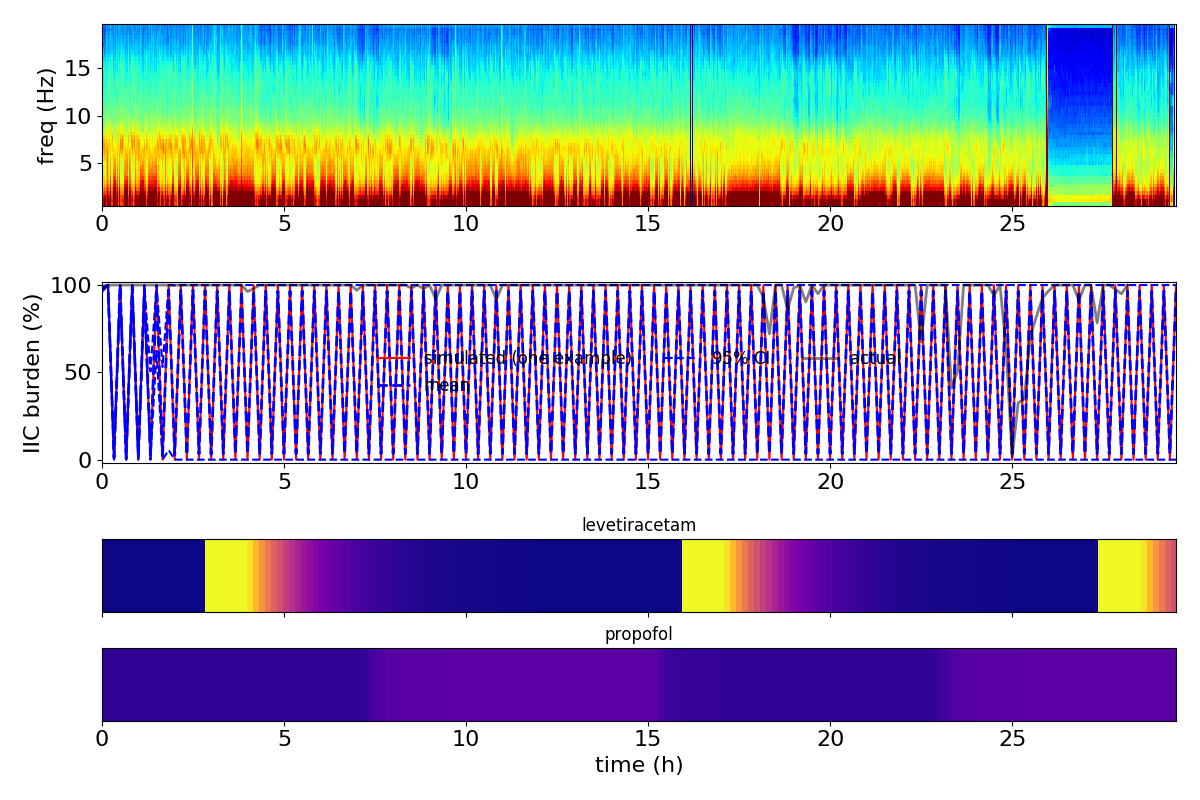 freq (Hz)
15
10
5
0 5 10 15 20 25
IIC burden (%)
100
50
0
simulated (one example) 95% CI actual
mean
0 5 10 15 20 25
levetiracetam
propofol
0 5 10 15 20 25
time (h)